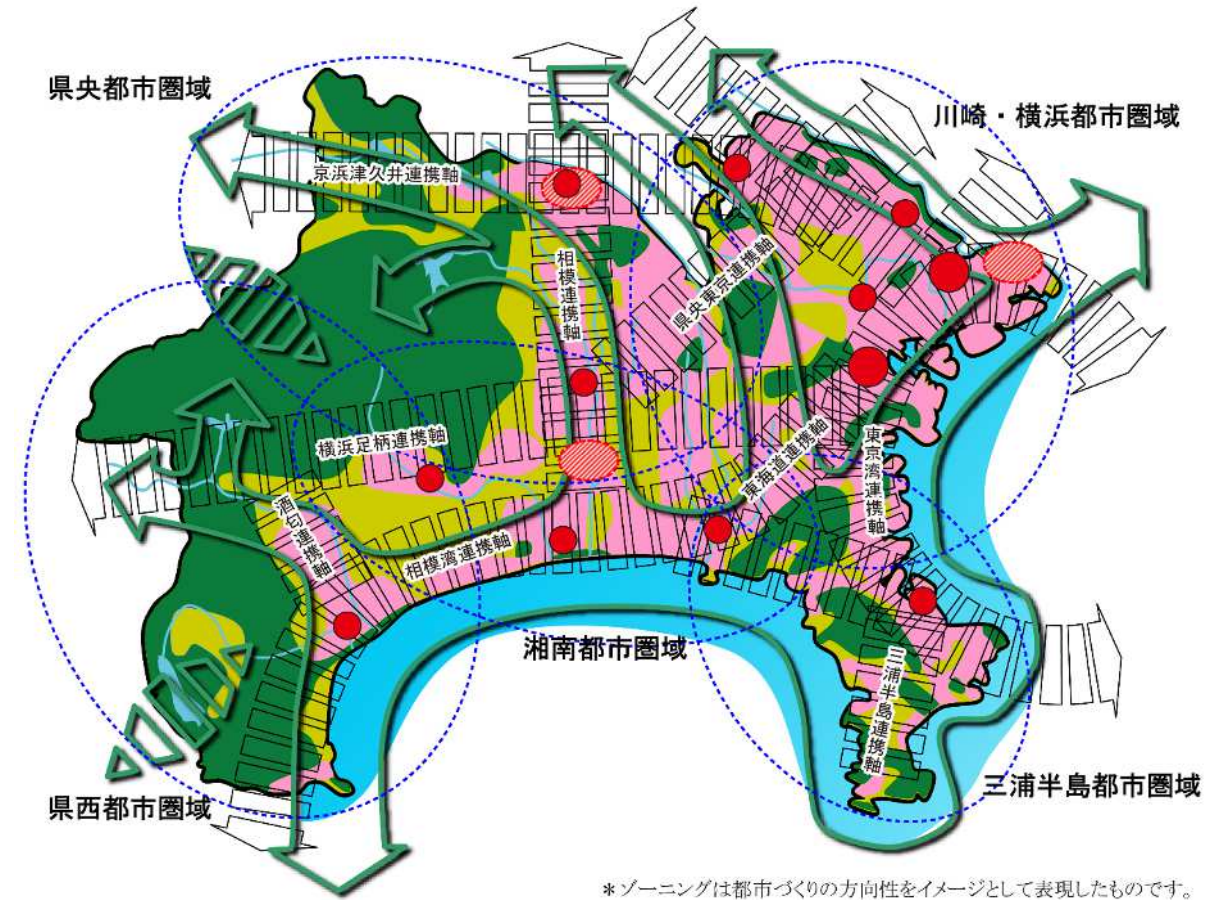 県央都市圏域
川崎・横浜都市圏域
京浜津久井連携軸
相模連携軸
県央東京連携軸
横浜足柄連携軸
東海道連携軸
東京湾連携軸
酒匂連携軸
相模湾連携軸
湘南都市圏域
三浦半島連携軸
県西都市圏域
三浦半島都市圏域
*ゾーニングは都市づくりの方向性をイメージとして表現したものです。